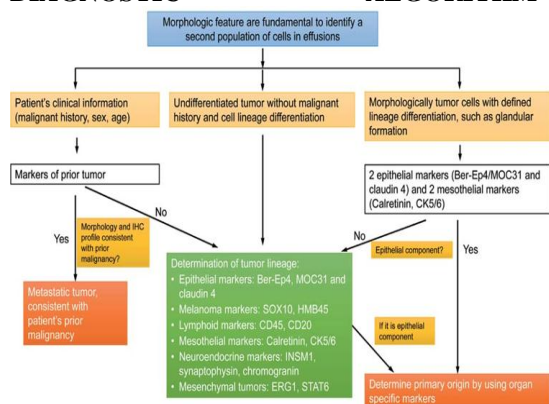 DIAGNOSTIC ALGORITHM
Morphologic feature are fundamental to identify a
second population of cells in effusions
Patient's clinical information
(malignant history, sex, age)
Undifferentiated tumor without malignant
history and cell lineage differentiation
Morphologically tumor cells with defined
lineage differentiation, such as glandular
formation
Markers of prior tumor
2 epithelial markers (Ber-Ep4/MOC31 and
claudin 4) and 2 mesothelial markers
(Calretinin, CK5/6)
No
No
Yes
Morphology and IHC
profile consistent
with prior
malignancy?
Epithelial component?
Yes
Determination of tumor lineage:
• Epithelial markers: Ber-Ep4, MOC31 and
claudin 4
• Melanoma markers: SOX10, HMB45
• Lymphoid markers: CD45, CD20
• Mesothelial markers: Calretinin, CK5/6
• Neuroendocrine markers: INSM1,
synaptophysin, chromogranin
• Mesenchymal tumors: ERG1, STAT6
Metastatic tumor,
consistent with
patient's prior
malignancy
If it is epithelial
component
Determine primary origin by using organ
specific markers